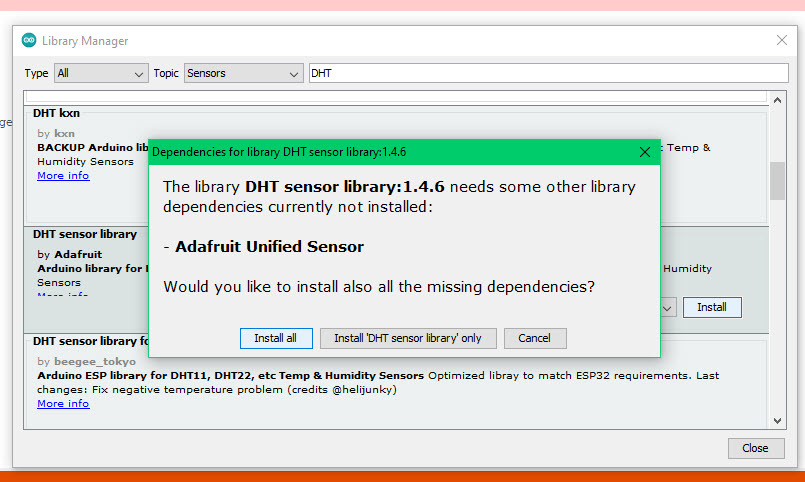 Library Manager
Type All Topic Sensors DHT
ge
DHT kxn
by kxn
BACKUP Arduino lib
c Temp &
Humidity Sensors
More info
Dependencies for library DHT sensor library:1.4.6
The library DHT sensor library:1.4.6 needs some other library
dependencies currently not installed:
- Adafruit Unified Sensor
Would you like to install also all the missing dependencies?
Install all Install 'DHT sensor library' only Cancel
DHT sensor library
by Adafruit
Arduino library for
Humidity
Sensors
More info
Install
DHT sensor library fo
by beegee_tokyo
Arduino ESP library for DHT11, DHT22, etc Temp & Humidity Sensors Optimized libray to match ESP32 requirements. Last
changes: Fix negative temperature problem (credits @helijunky)
More info
Close